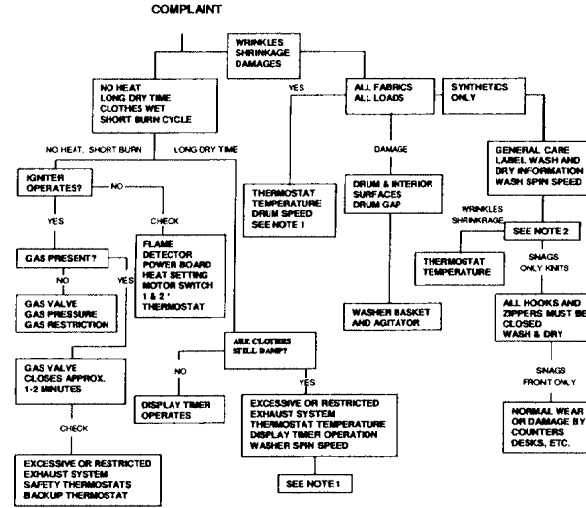 COMPLAINT
WRINKLES
SHRINKAGE
DAMAGES
NO HEAT
LONG DRY TIME
CLOTHES WET
SHORT BURN CYCLE
YES
ALL FABRICS
ALL LOADS
SYNTHETICS
ONLY
NO HEAT, SHORT BURN
LONG DRY TIME
DAMAGE
GENERAL CARE
LABEL WASH AND
DRY INFORMATION
WASH SPIN SPEED
IGNITER
OPERATES?
NO
THERMOSTAT
TEMPERATURE
DRUM SPEED
SEE NOTE 1
DRUM & INTERIOR
SURFACES
DRUM GAP
YES
CHECK
WRINKLES
SHRINKRAGE
SEE NOTE 2
GAS PRESENT?
YES
FLAME
DETECTOR
POWER BOARD
HEAT SETTING
MOTOR SWITCH
1 & 2'
THERMOSTAT
THERMOSTAT
TEMPERATURE
SNAGS
ONLY KNITS
NO
GAS VALVE
GAS PRESSURE
GAS RESTRICTION
WASHER BASKET
AND AGITATOR
ALL HOOKS AND
ZIPPERS MUST BE
CLOSED
WASH & DRY
ARE CLOTHES
STILL DAMP?
GAS VALVE
CLOSES APPROX.
1-2 MINUTES
NO
YES
SNAGS
FRONT ONLY
DISPLAY TIMER
OPERATES
EXCESSIVE OR RESTRICTED
EXHAUST SYSTEM
THERMOSTAT TEMPERATURE
DISPLAY TIMER OPERATION
WASHER SPIN SPEED
NORMAL WEAR
OR DAMAGE BY
COUNTERS
DESKS, ETC.
CHECK
EXCESSIVE OR RESTRICTED
EXHAUST SYSTEM
SAFETY THERMOSTATS
BACKUP THERMOSTAT
SEE NOTE 1